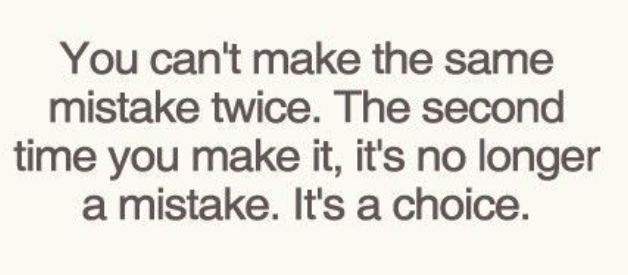 You can't make the same
mistake twice. The second
time you make it, it's no longer
a mistake. It's a choice.